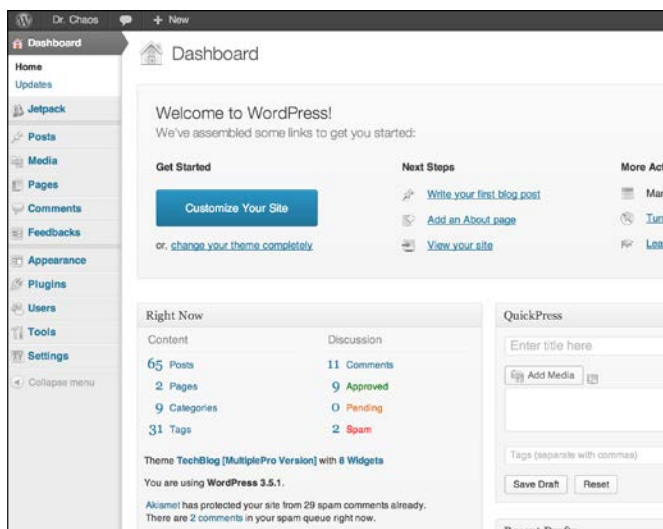 Dr. Chaos + New
Dashboard
Home
Updates
Jetpack
Posts
Media
Pages
Comments
Feedbacks
Appearance
Plugins
Users
Tools
Settings
Collapse menu
Dashboard
Welcome to WordPress!
We've assembled some links to get you started:
Get Started
Customize Your Site
or, change your theme completely
Next Steps
Write your first blog post
Add an About page
View your site
More Act
Mar
Tur
Lea
Right Now
Content
65 Posts
2 Pages
9 Categories
31 Tags
Discussion
11 Comments
9 Approved
0 Pending
2 Spam
Theme TechBlog [MultiplePro Version] with 8 Widgets
You are using WordPress 3.5.1.
Akismet has protected your site from 29 spam comments already.
There are 2 comments in your spam queue right now.
QuickPress
Enter title here
Add Media
Tags (separate with commas)
Save Draft Reset